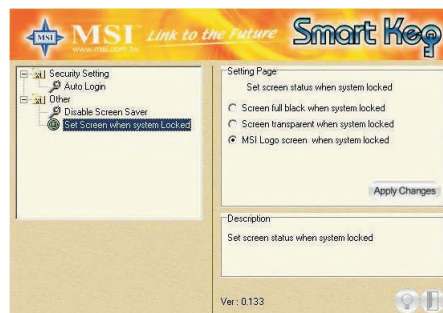 MSI Link to the Future Smart Key
www.msi.com.tw
Security Setting
Auto Login
Other
Disable Screen Saver
Set Screen when system Locked
Setting Page
Set screen status when system locked
Screen full black when system locked
Screen transparent when system locked
MSI Logo screen when system locked
Apply Changes
Description
Set screen status when system locked
Ver : 0.133